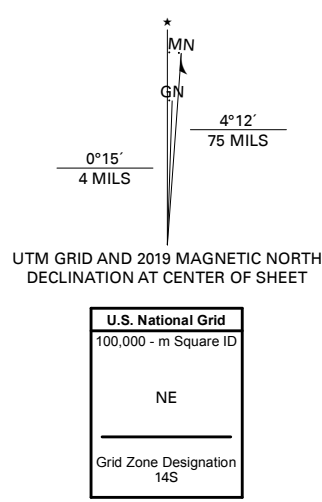 ★
MN
GN
4°12´
75 MILS
0°15´
4 MILS
UTM GRID AND 2019 MAGNETIC NORTH
DECLINATION AT CENTER OF SHEET
U.S. National Grid
100,000 - m Square ID
NE
Grid Zone Designation
14S